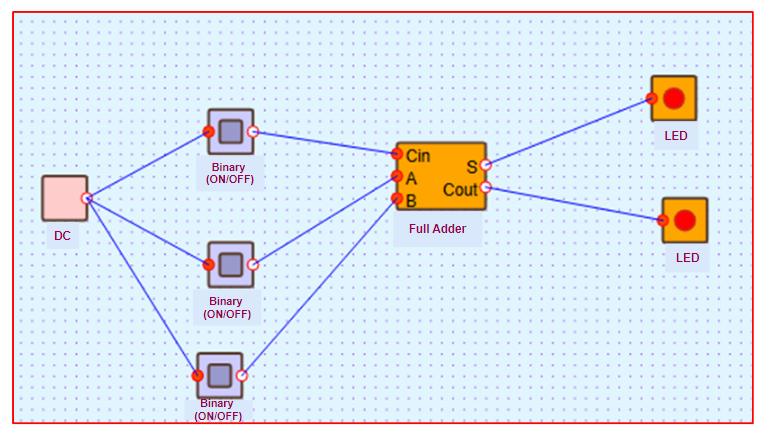 DC
Binary
(ON/OFF)
Binary
(ON/OFF)
Binary
(ON/OFF)
Cin
A
B
S
Cout
Full Adder
LED
LED